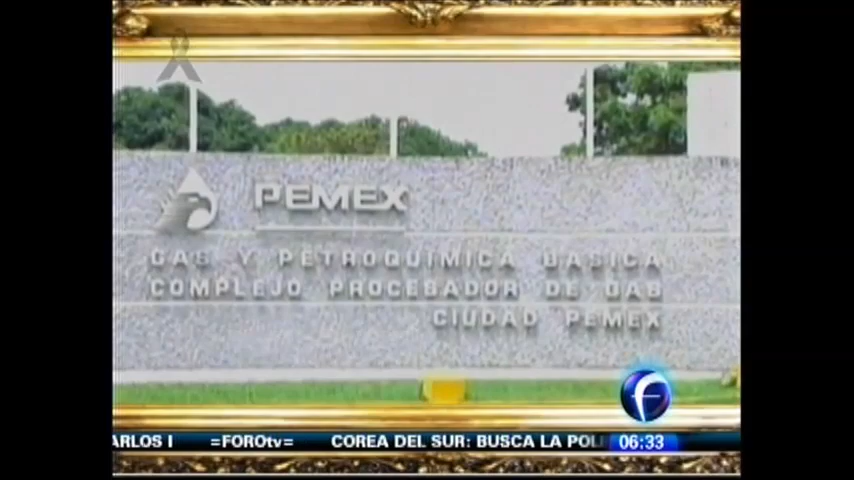 PEMEX
GAS Y PETROQUIMICA BASICA
COMPLEJO PROCESADOR DE GAS
CIUDAD PEMEX
ARLOS I =FOROtv= COREA DEL SUR: BUSCA LA POLI 06:33